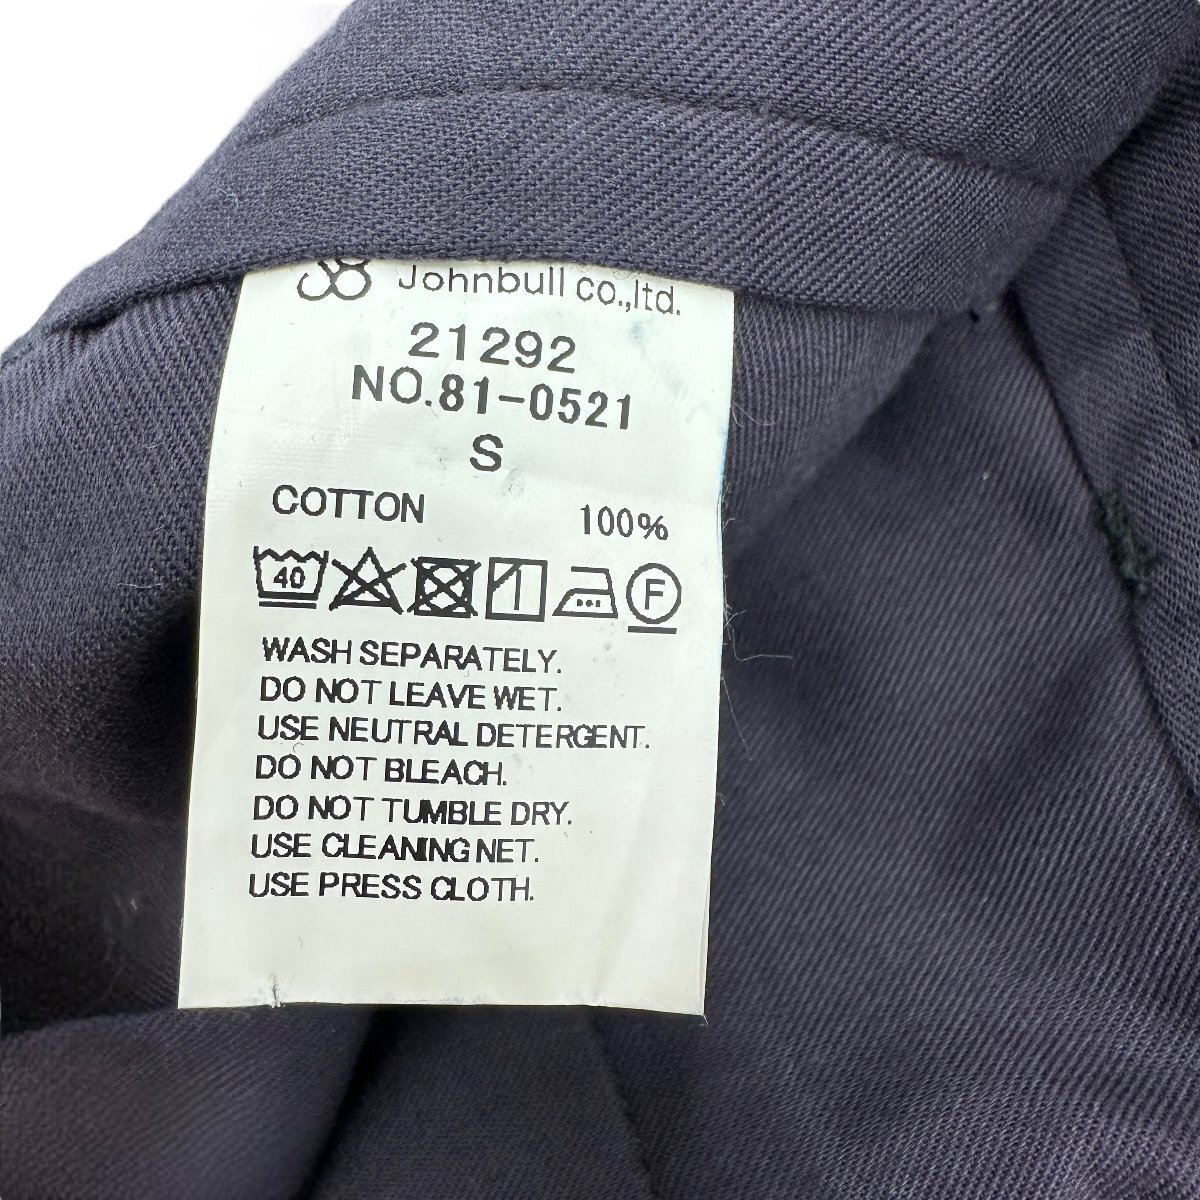 Johnbull co.,ltd.
21292
NO.81-0521
S
COTTON 100%
40 F
WASH SEPARATELY.
DO NOT LEAVE WET.
USE NEUTRAL DETERGENT.
DO NOT BLEACH.
DO NOT TUMBLE DRY.
USE CLEANING NET.
USE PRESS CLOTH.